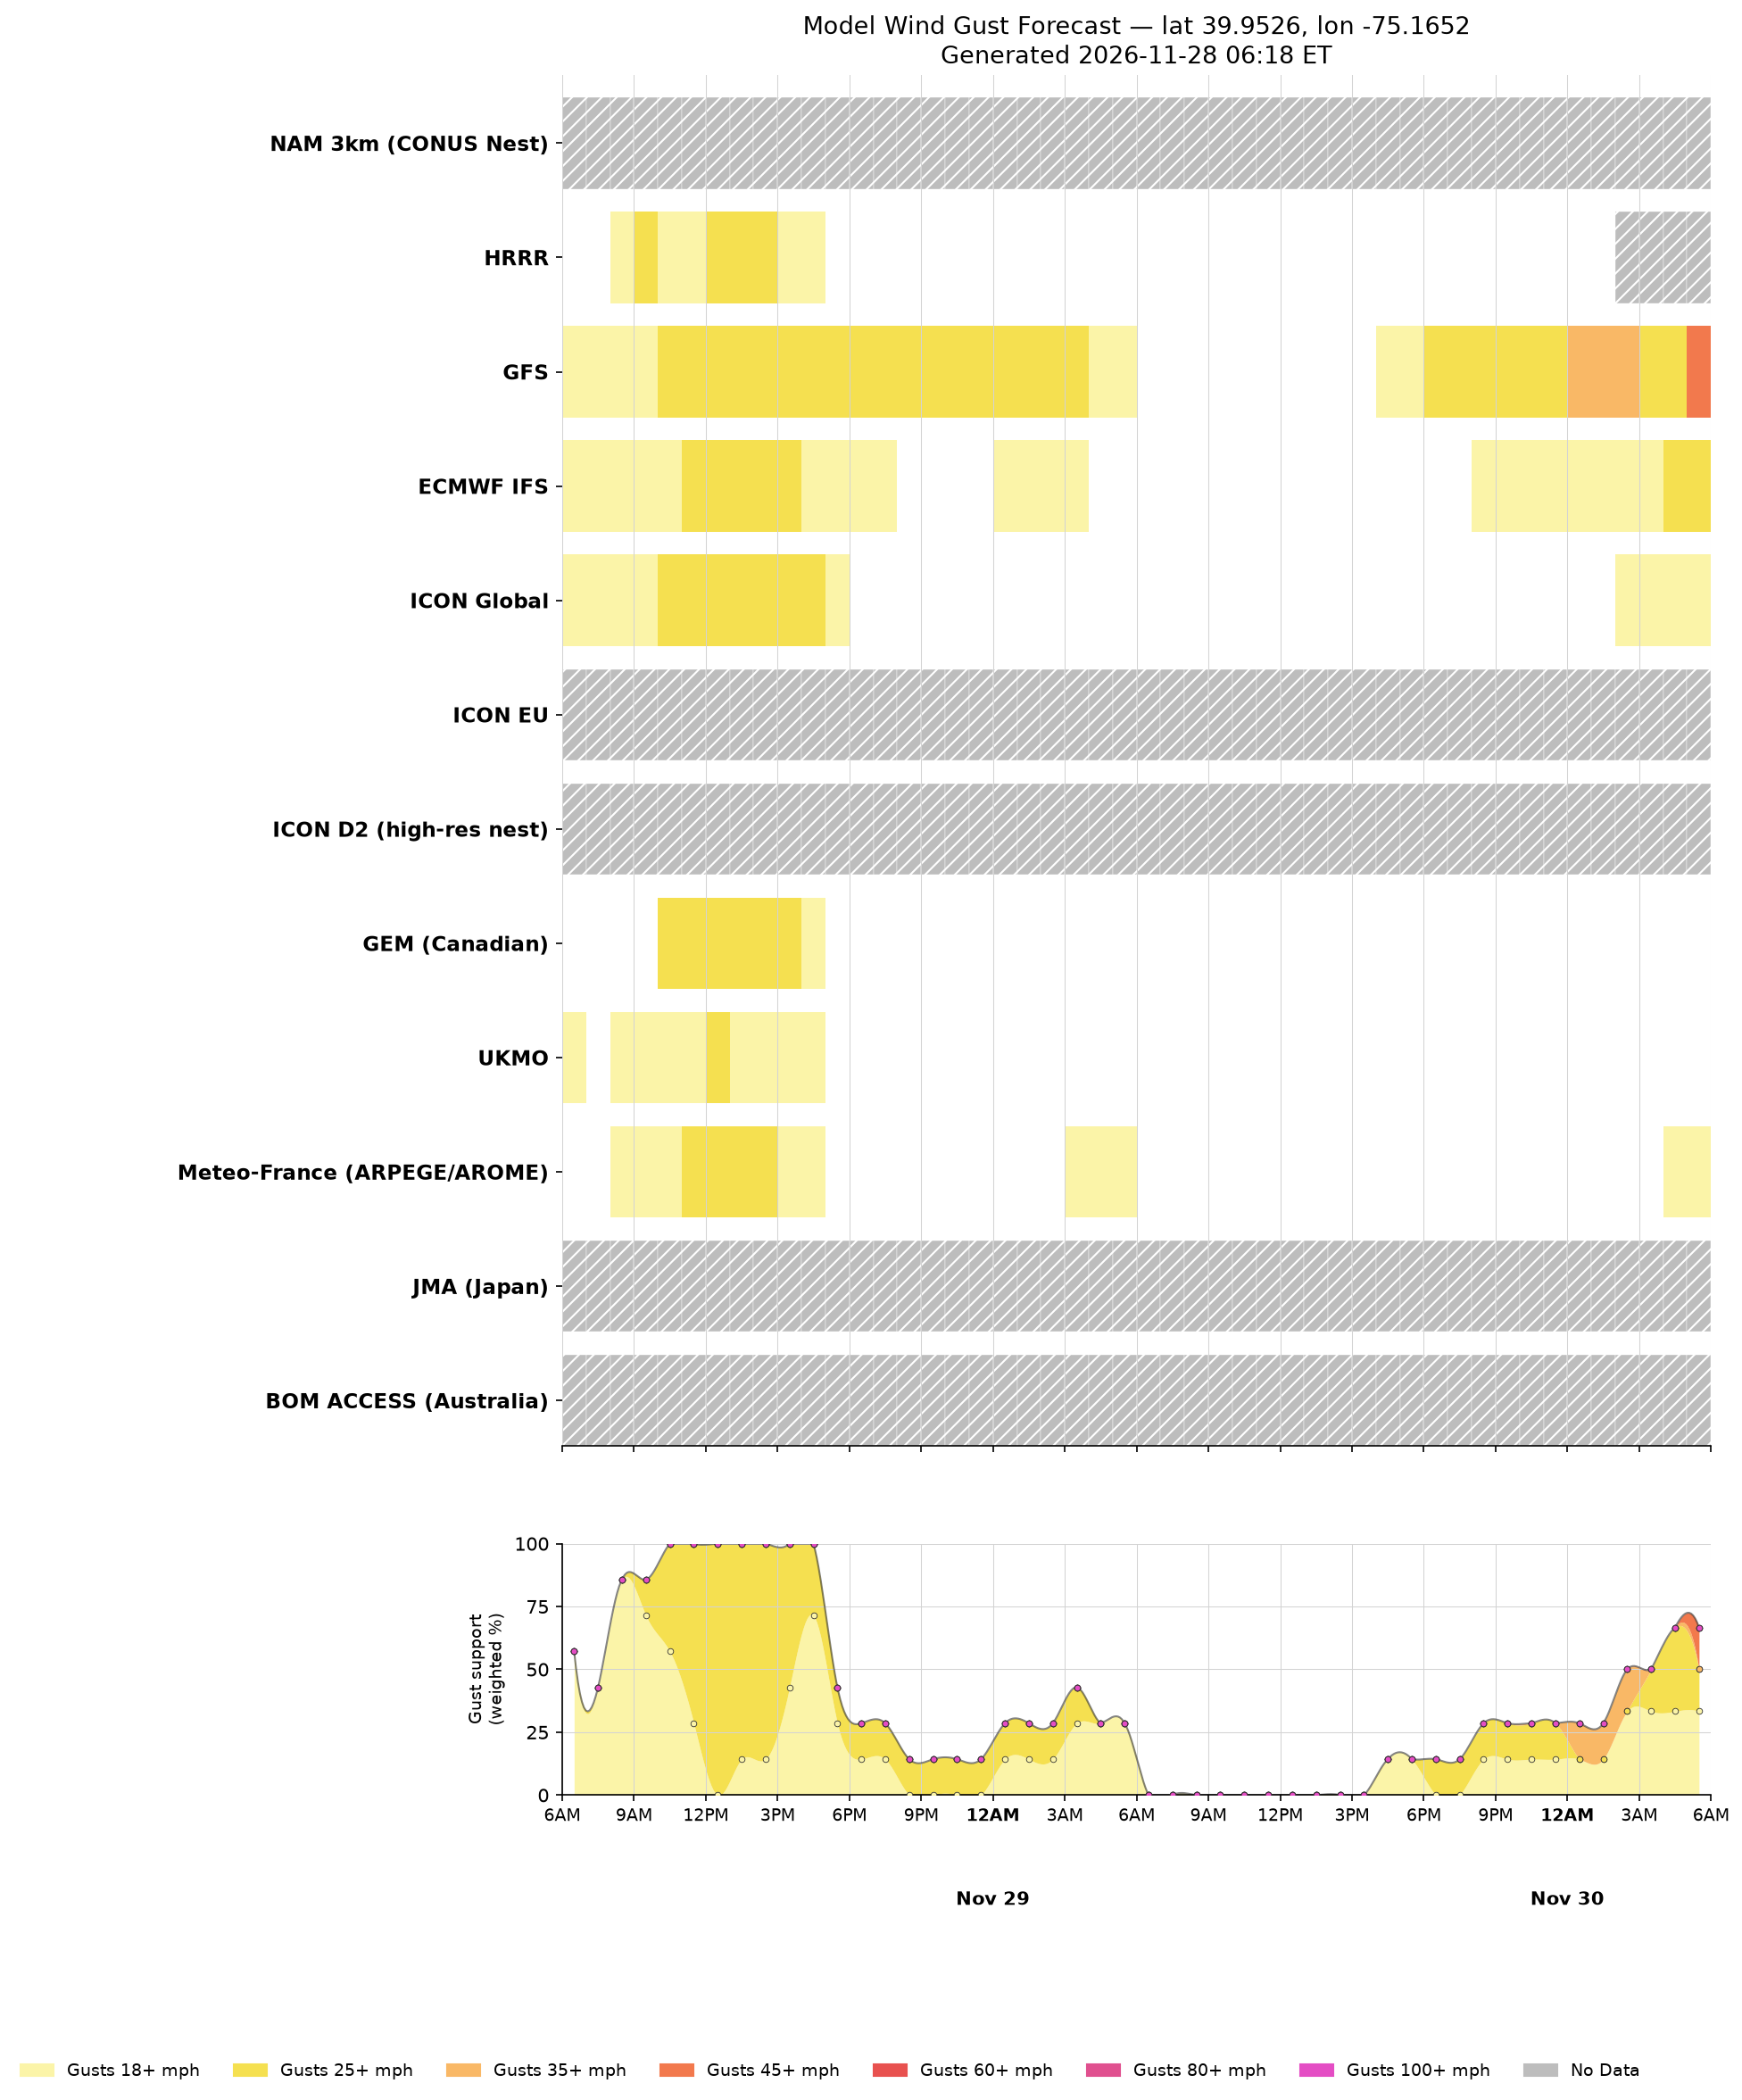 Model Wind Gust Forecast — lat 39.9526, lon -75.1652
Generated 2026-11-28 06:18 ET
NAM 3km (CONUS Nest)
HRRR
GFS
ECMWF IFS
ICON Global
ICON EU
ICON D2 (high-res nest)
GEM (Canadian)
UKMO
Meteo-France (ARPEGE/AROME)
JMA (Japan)
BOM ACCESS (Australia)
Gust support
(weighted %)
100
75
50
25
0
6AM 9AM 12PM 3PM 6PM 9PM 12AM 3AM 6AM 9AM 12PM 3PM 6PM 9PM 12AM 3AM 6AM
Nov 29 Nov 30
Gusts 18+ mph Gusts 25+ mph Gusts 35+ mph Gusts 45+ mph Gusts 60+ mph Gusts 80+ mph Gusts 100+ mph No Data